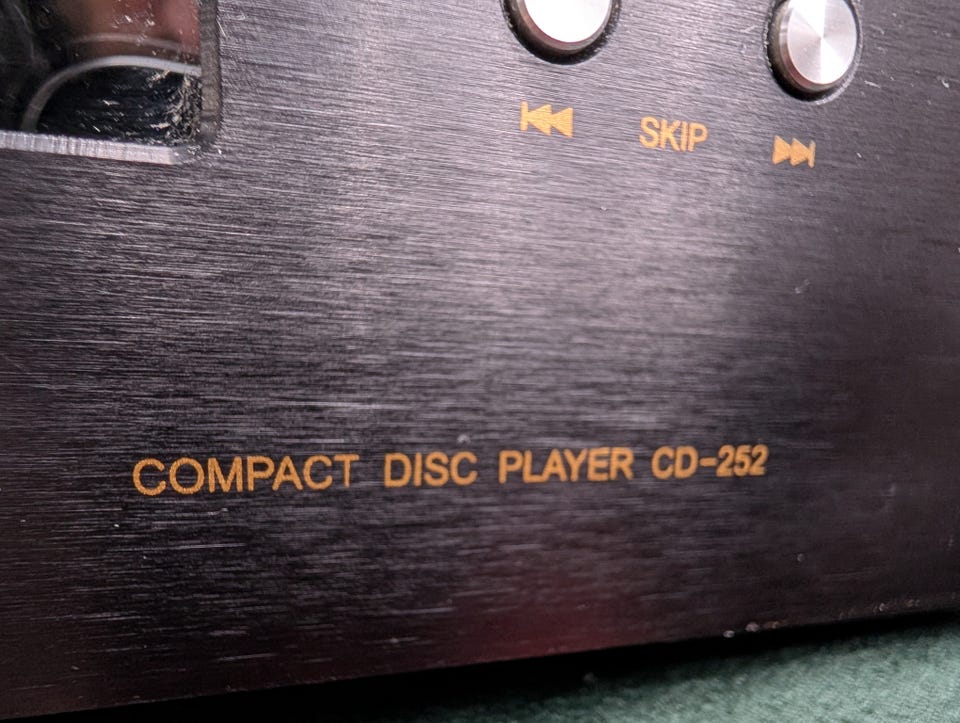 SKIP
COMPACT DISC PLAYER CD-252